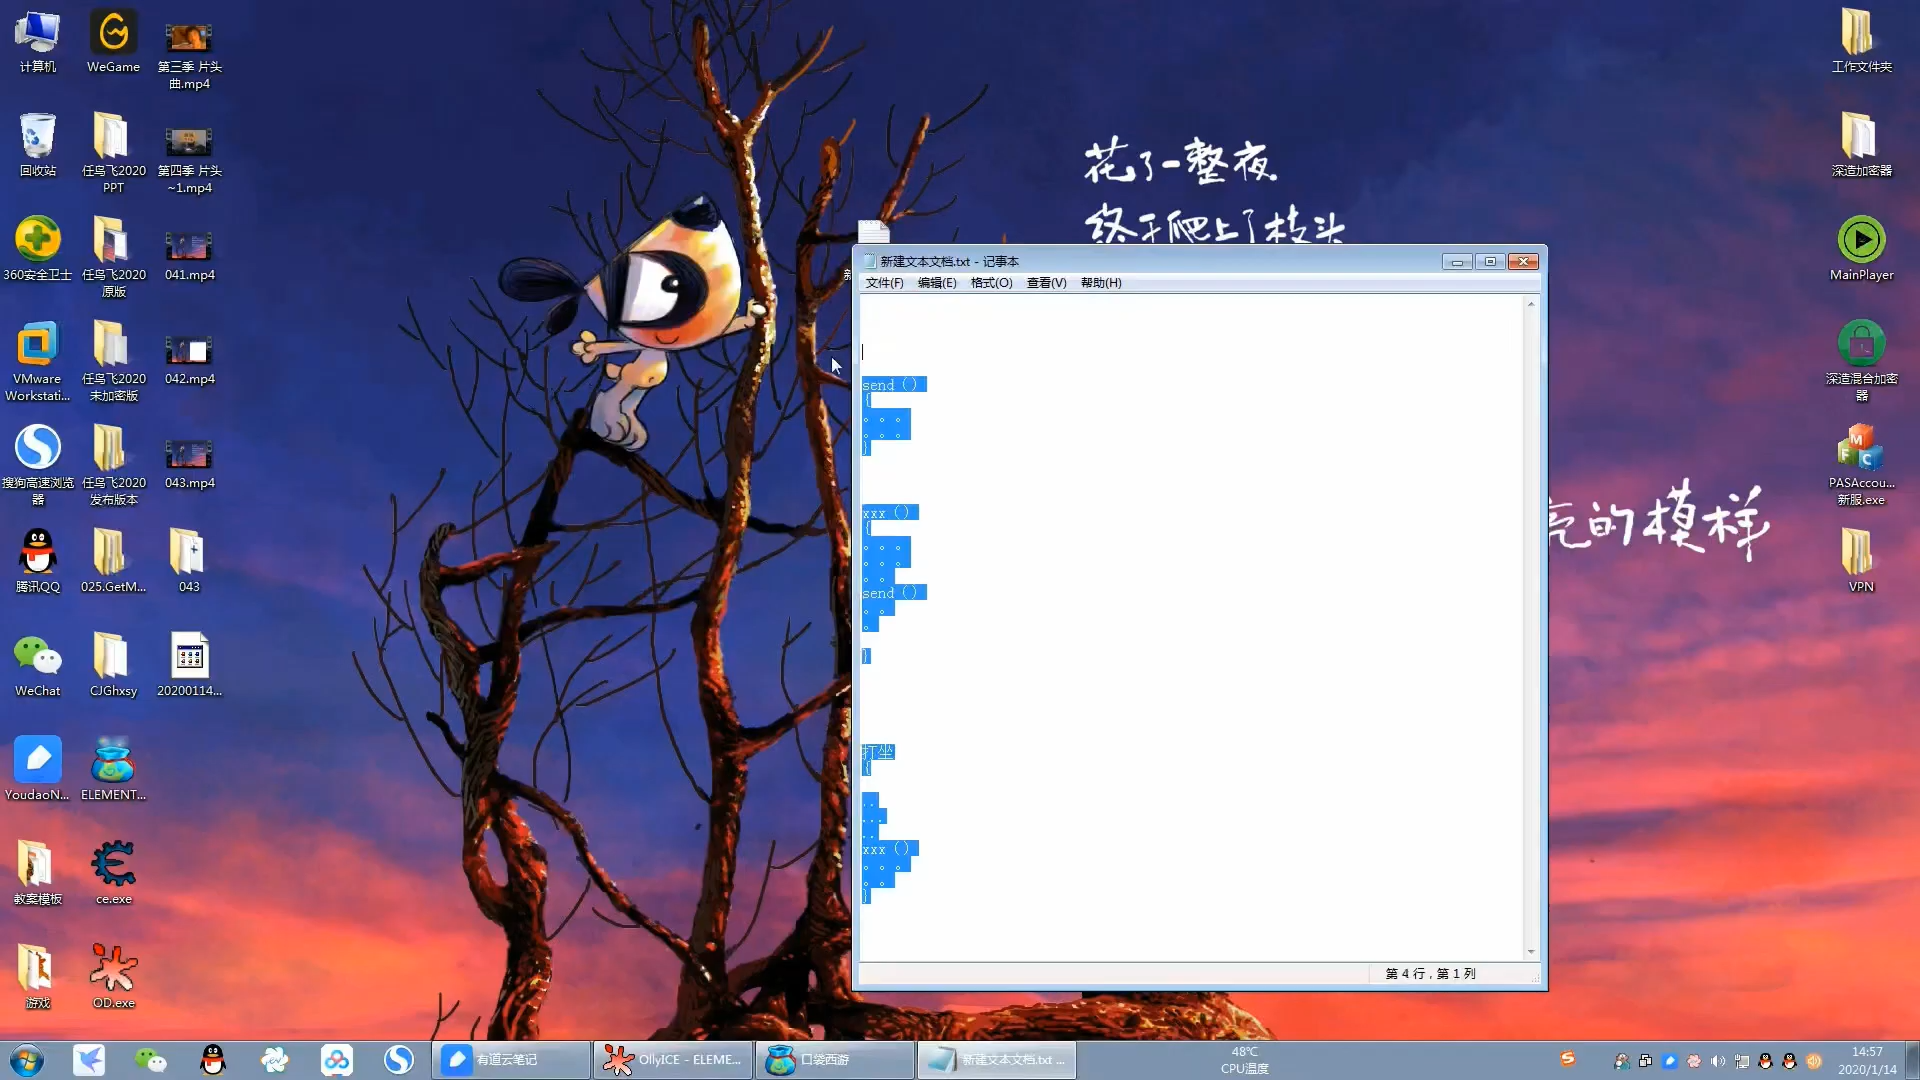 计算机
WeGame
第三季 片头曲.mp4
回收站
任鸟飞2020 PPT
第四季 片头~1.mp4
360安全卫士
任鸟飞2020 原版
041.mp4
VMware Workstati...
任鸟飞2020 未加密版
042.mp4
搜狗高速浏览器
任鸟飞2020 发布版本
043.mp4
腾讯QQ
025.GetM...
043
WeChat
CJGhxsy
20200114...
YoudaoN...
ELEMENT...
教案模板
ce.exe
游戏
OD.exe
花了一整夜
终于爬上了枝头
亮的模样
新建文本文档.txt - 记事本
文件(F) 编辑(E) 格式(O) 查看(V) 帮助(H)
send（）
{
。。。
。。。
}
xxx（）
{
。。。
。。。
。。
send（）
。。
。
}
打坐
{
..
...
..
xxx（）
。。。
。。
}
第 4 行，第 1 列
工作文件夹
深造加密器
MainPlayer
深造混合加密器
PASAccou... 新服.exe
VPN
有道云笔记
OllyICE - ELEME...
口袋西游
新建文本文档.txt ...
48℃
CPU温度
14:57
2020/1/14